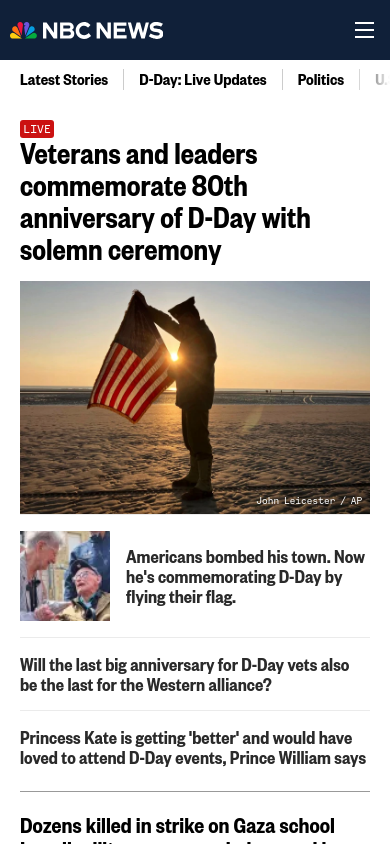 NBC NEWS
Latest Stories
D-Day: Live Updates
Politics
LIVE
Veterans and leaders
commemorate 80th
anniversary of D-Day with
solemn ceremony
John Leicester / AP
Americans bombed his town. Now
he's commemorating D-Day by
flying their flag.
Will the last big anniversary for D-Day vets also
be the last for the Western alliance?
Princess Kate is getting 'better' and would have
loved to attend D-Day events, Prince William says
Dozens killed in strike on Gaza school